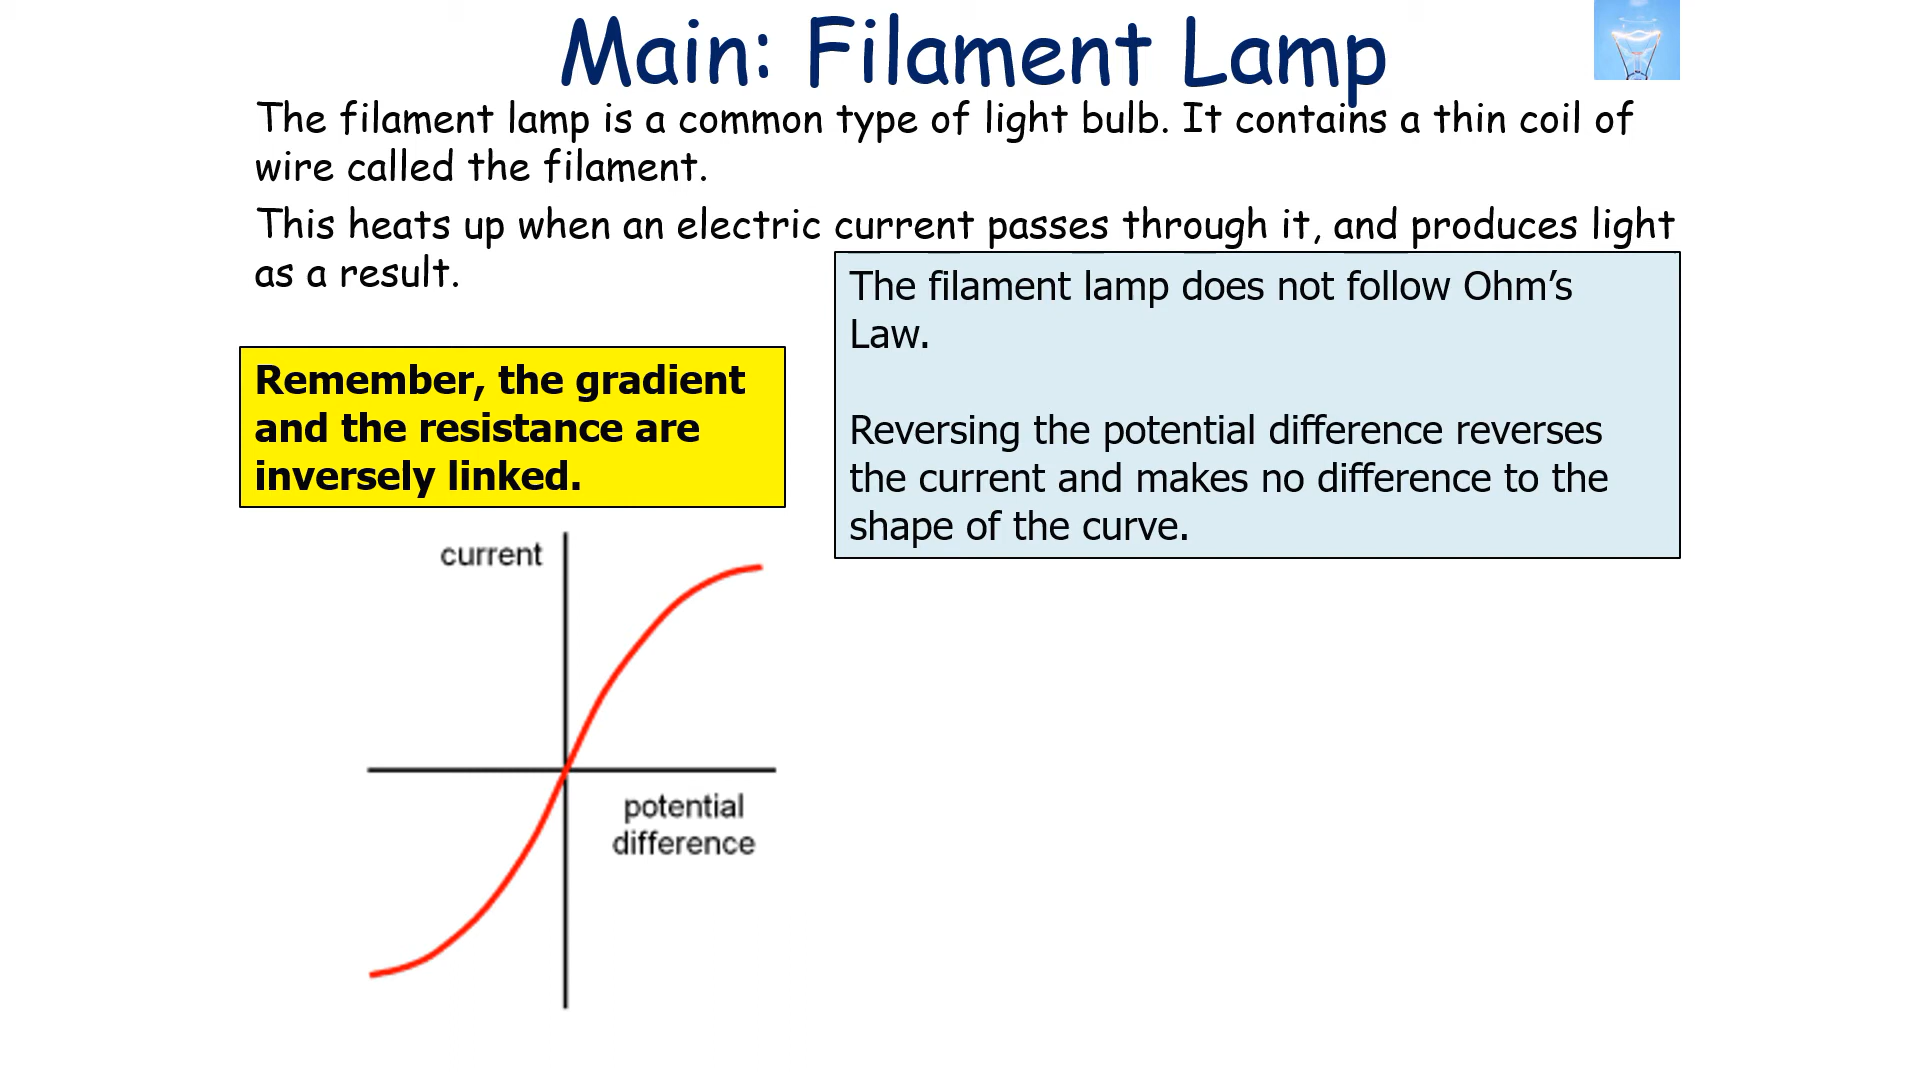 Main: Filament Lamp
The filament lamp is a common type of light bulb. It contains a thin coil of
wire called the filament.
This heats up when an electric current passes through it, and produces light
as a result.
The filament lamp does not follow Ohm’s
Law.
Reversing the potential difference reverses
the current and makes no difference to the
shape of the curve.
Remember, the gradient
and the resistance are
inversely linked.
current
potential
difference